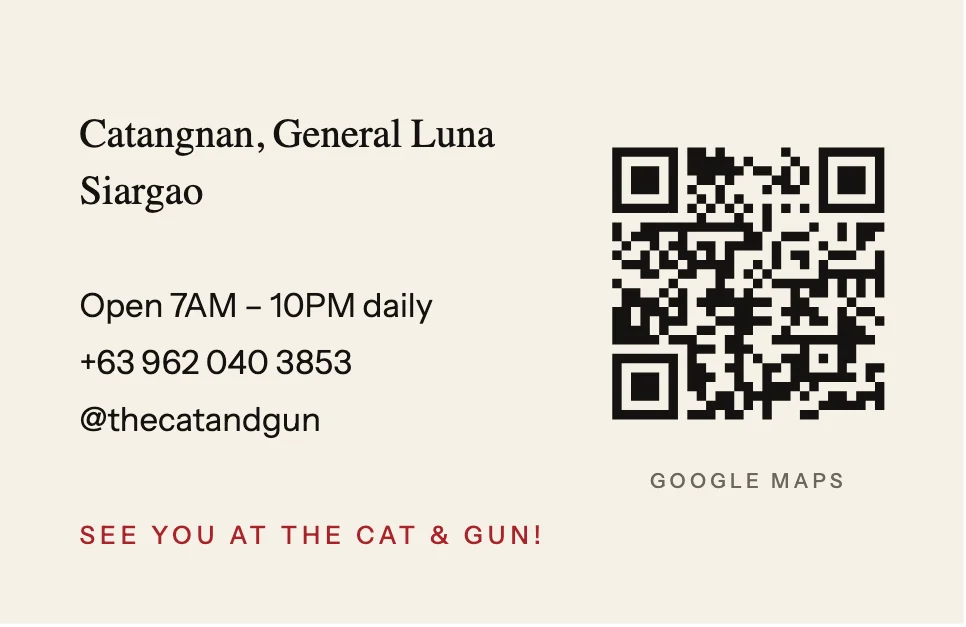 Catangnan, General Luna
Siargao
Open 7AM – 10PM daily
+63 962 040 3853
@thecatandgun
SEE YOU AT THE CAT & GUN!
GOOGLE MAPS